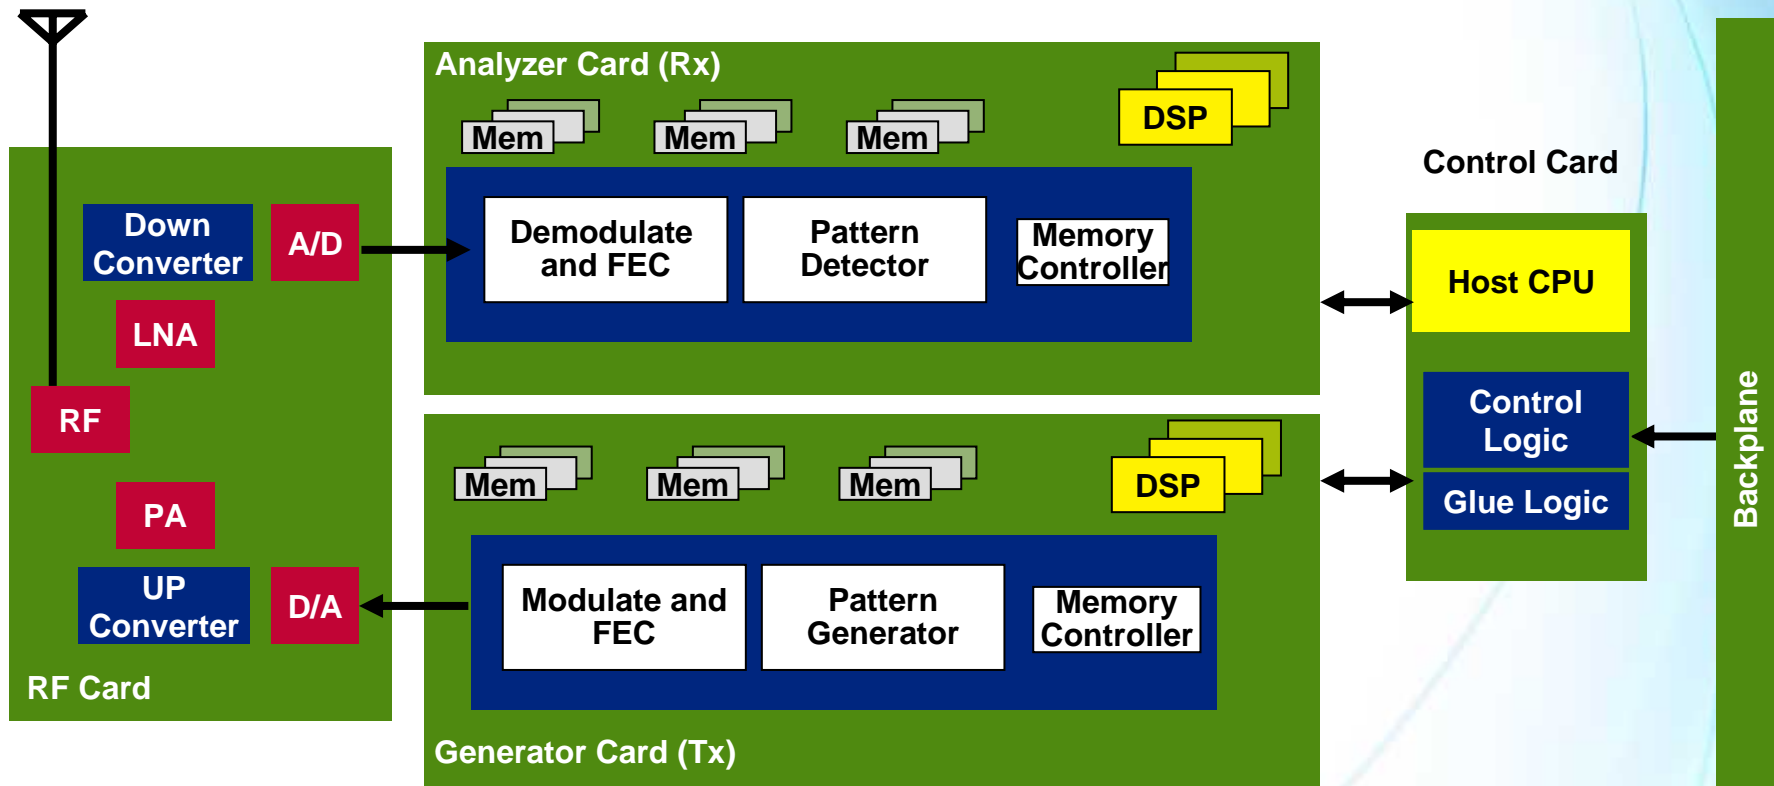 Analyzer Card (Rx)
Mem
Mem
Mem
DSP
Down
Converter
A/D
Demodulate
and FEC
Pattern
Detector
Memory
Controller
LNA
RF
PA
UP
Converter
D/A
RF Card
Mem
Mem
Mem
DSP
Modulate and
FEC
Pattern
Generator
Memory
Controller
Generator Card (Tx)
Control Card
Host CPU
Control
Logic
Glue Logic
Backplane